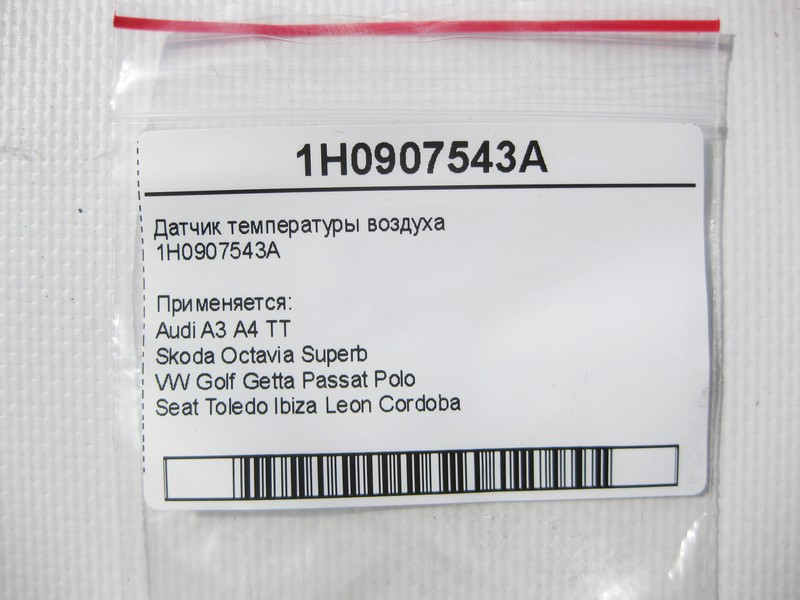 1H0907543A
Датчик температуры воздуха
1H0907543A
Применяется:
Audi A3 A4 TT
Skoda Octavia Superb
VW Golf Getta Passat Polo
Seat Toledo Ibiza Leon Cordoba